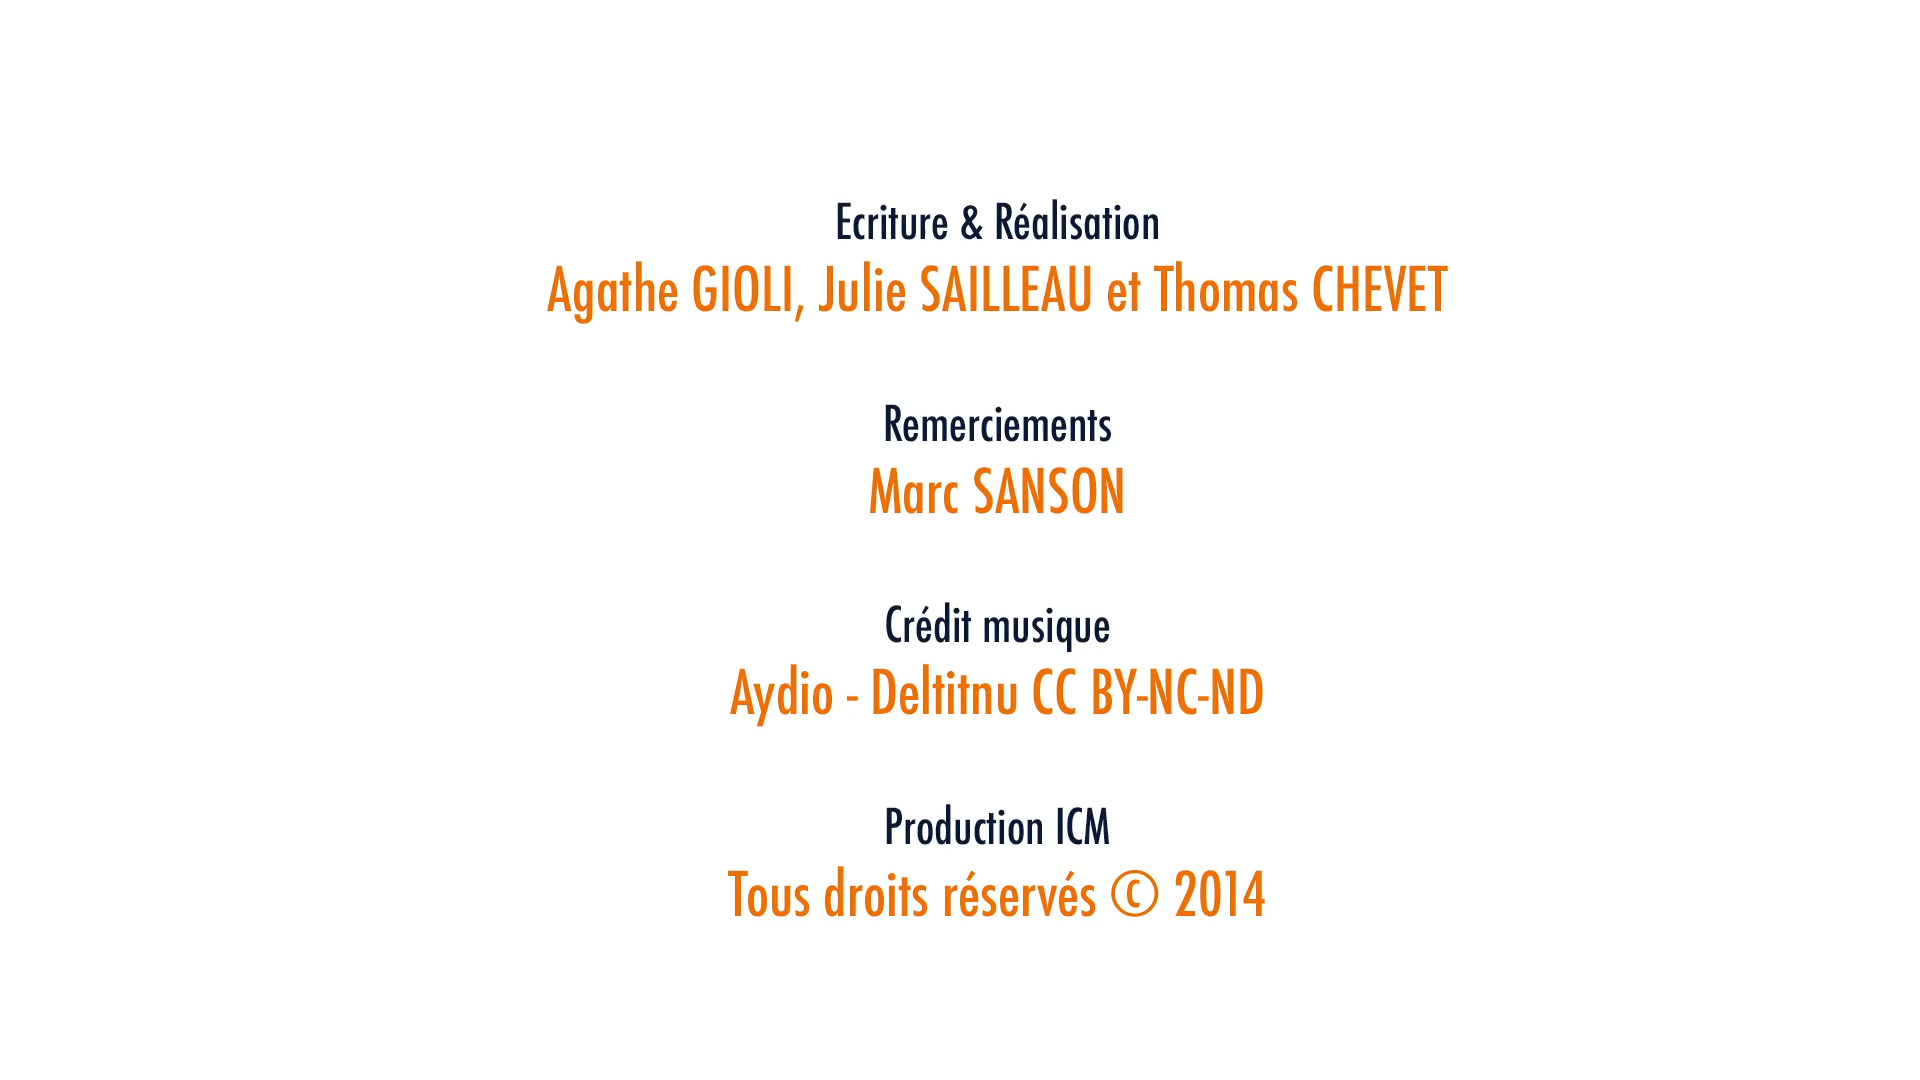 Ecriture & Réalisation
Agathe GIOLI, Julie SAILLEAU et Thomas CHEVET
Remerciements
Marc SANSON
Crédit musique
Aydio - Deltitnu CC BY-NC-ND
Production ICM
Tous droits réservés © 2014